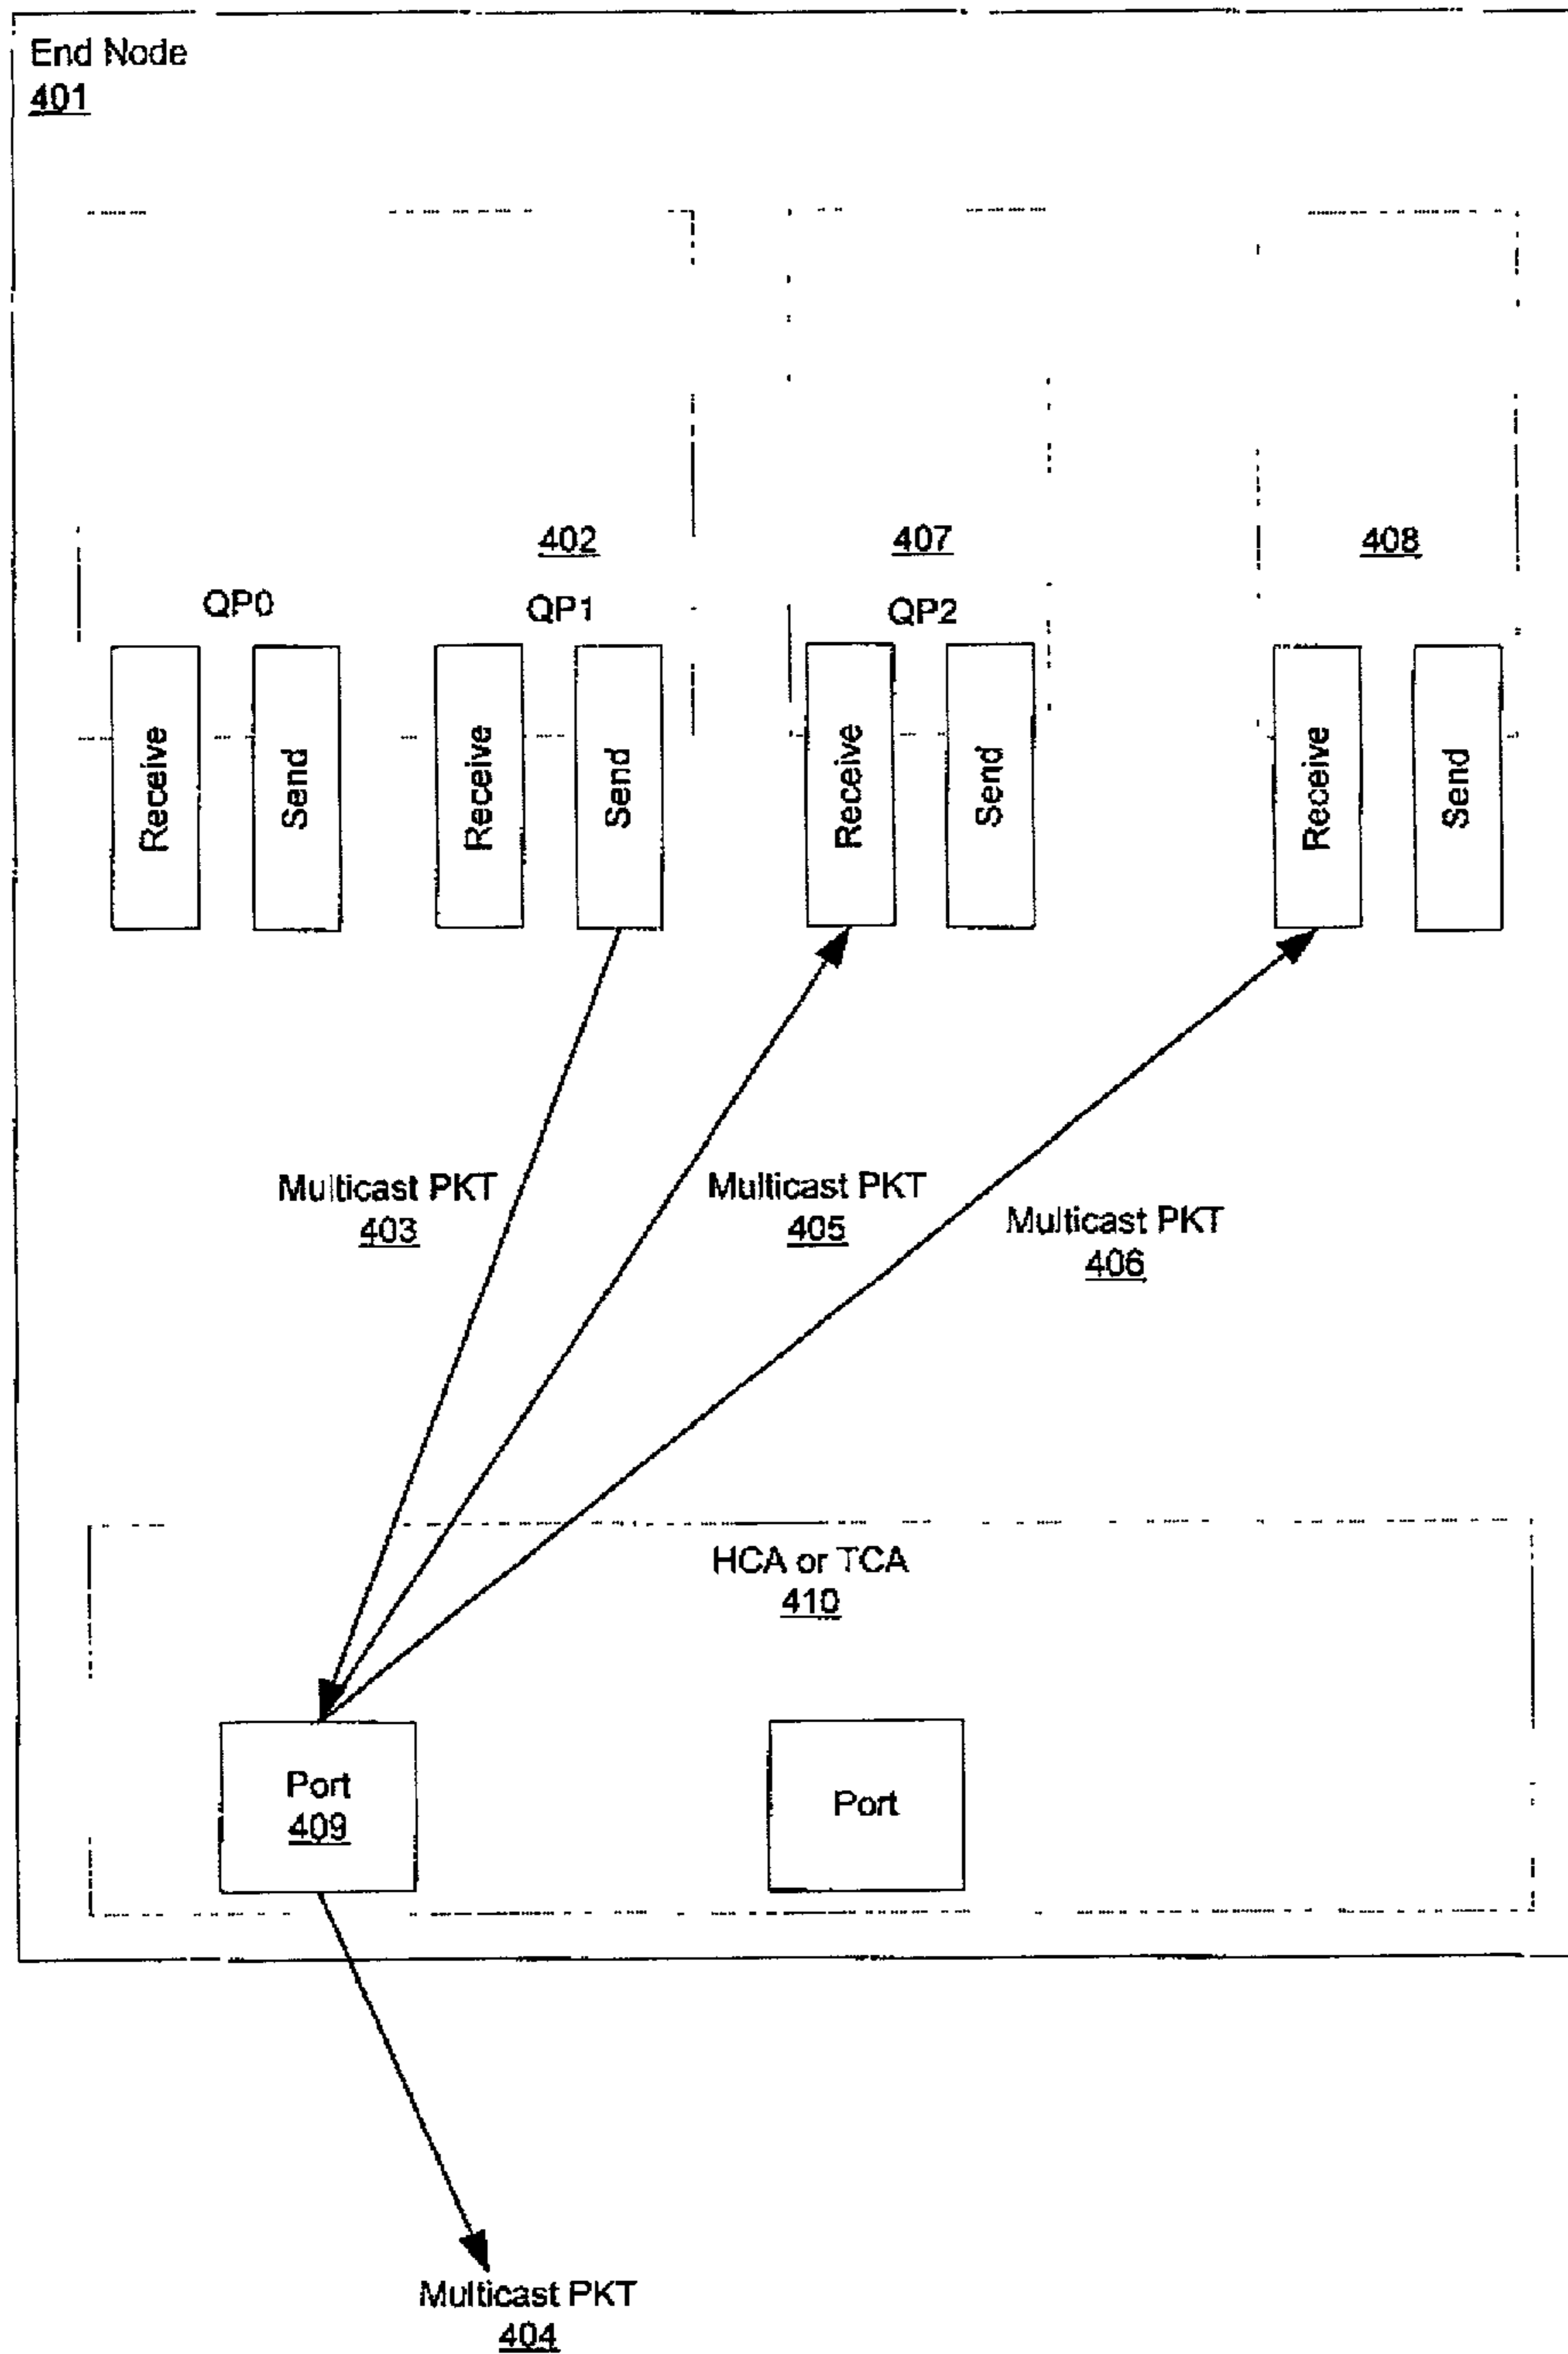 End Node
401
402
407
408
QP0
QP1
QP2
Receive
Send
Receive
Send
Receive
Send
Receive
Send
Multicast PKT
403
Multicast PKT
405
Multicast PKT
406
HCA or TCA
410
Port
409
Port
Multicast PKT
404